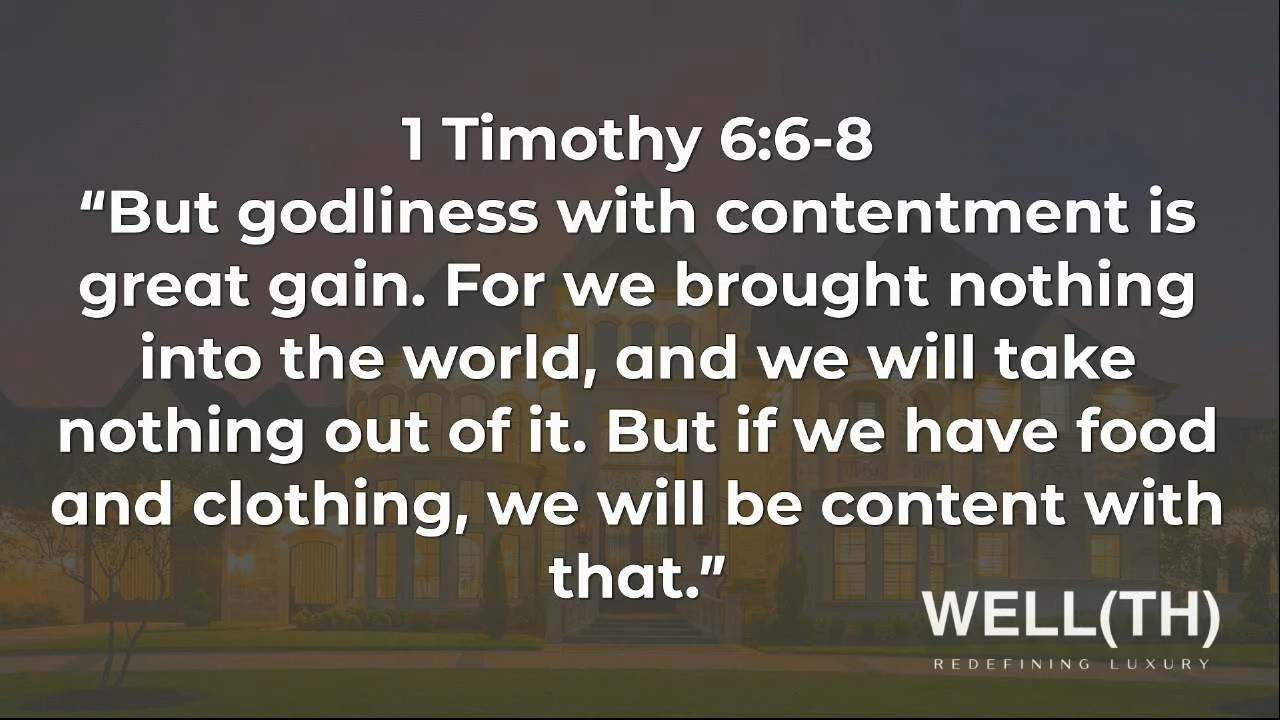 1 Timothy 6:6-8
“But godliness with contentment is
great gain. For we brought nothing
into the world, and we will take
nothing out of it. But if we have food
and clothing, we will be content with
that.”
WELL(TH)
REDEFINING LUXURY